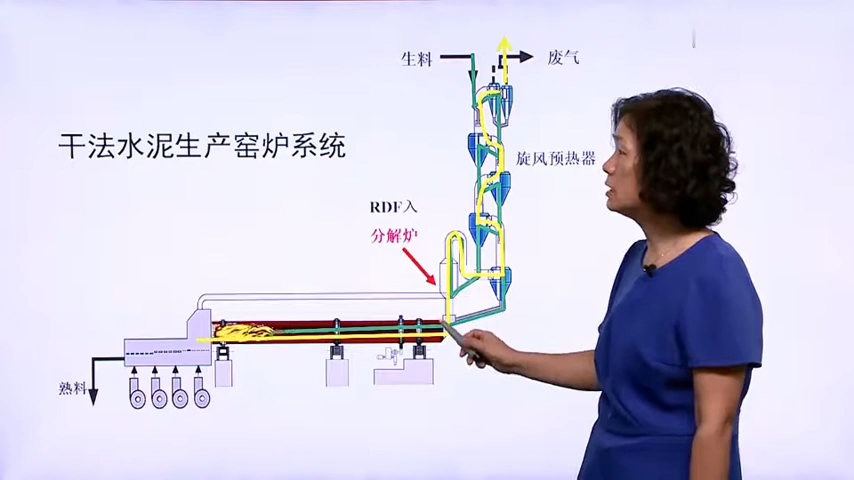 生料
废气
干法水泥生产窑炉系统
旋风预热器
RDF入
分解炉
熟料